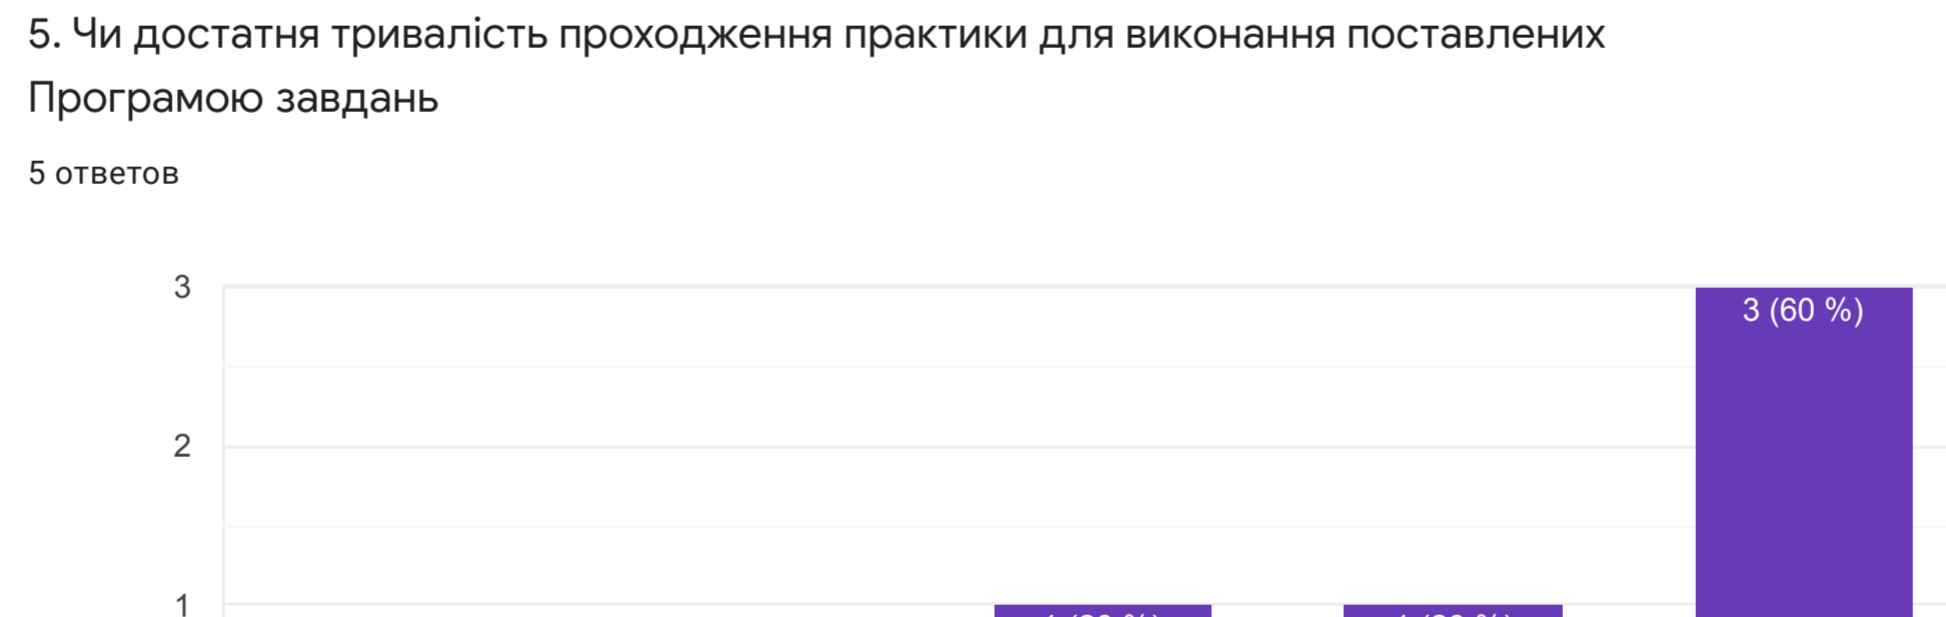 5. Чи достатня тривалість проходження практики для виконання поставлених
Програмою завдань
5 ответов
3
3 (60 %)
2
1